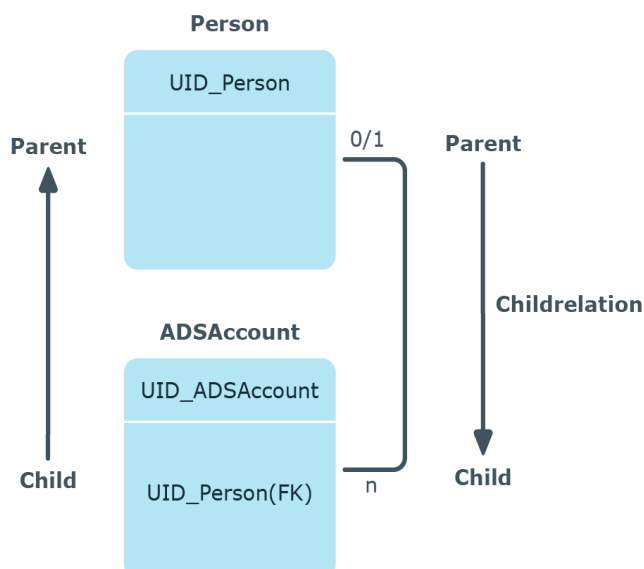 Person
UID_Person
0/1
Parent
Parent
Childrelation
ADSAccount
UID_ADSAccount
Child
UID_Person(FK)
n
Child